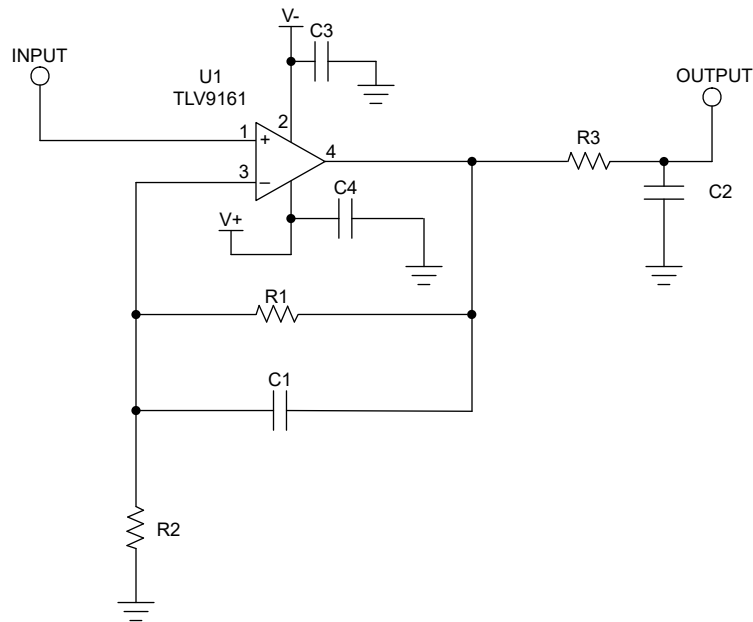 V-
C3
INPUT
U1
TLV9161
OUTPUT
2
1
+
3
–
4
R3
C2
C4
V+
R1
C1
R2